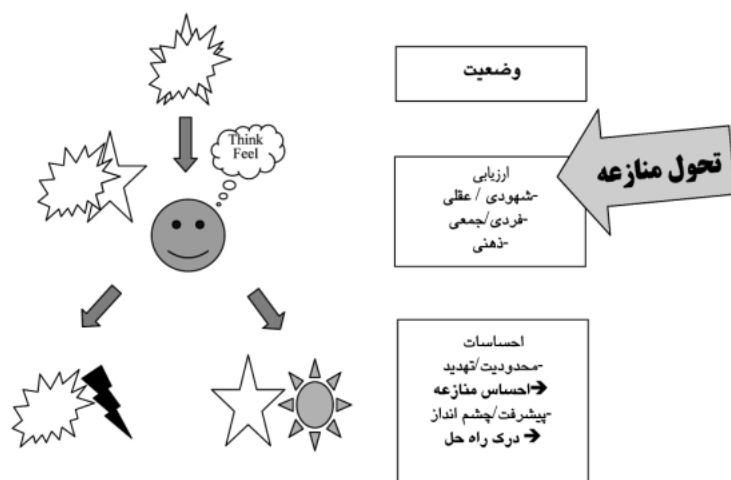 وضعیت
Think
Feel
ارزیابی
-شهودی / عقلی
-فردی/جمعی
-ذهنی
تحول منازعه
احساسات
-محدودیت/تهدید
➔احساس منازعه
-پیشرفت/چشم انداز
➔ درک راه حل